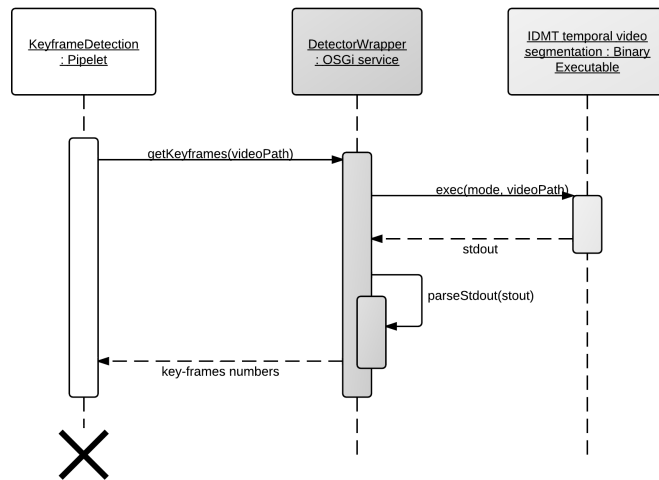 KeyframeDetection
: Pipelet
DetectorWrapper
: OSGi service
IDMT temporal video
segmentation : Binary
Executable
getKeyframes(videoPath)
exec(mode, videoPath)
stdout
parseStdout(stout)
key-frames numbers